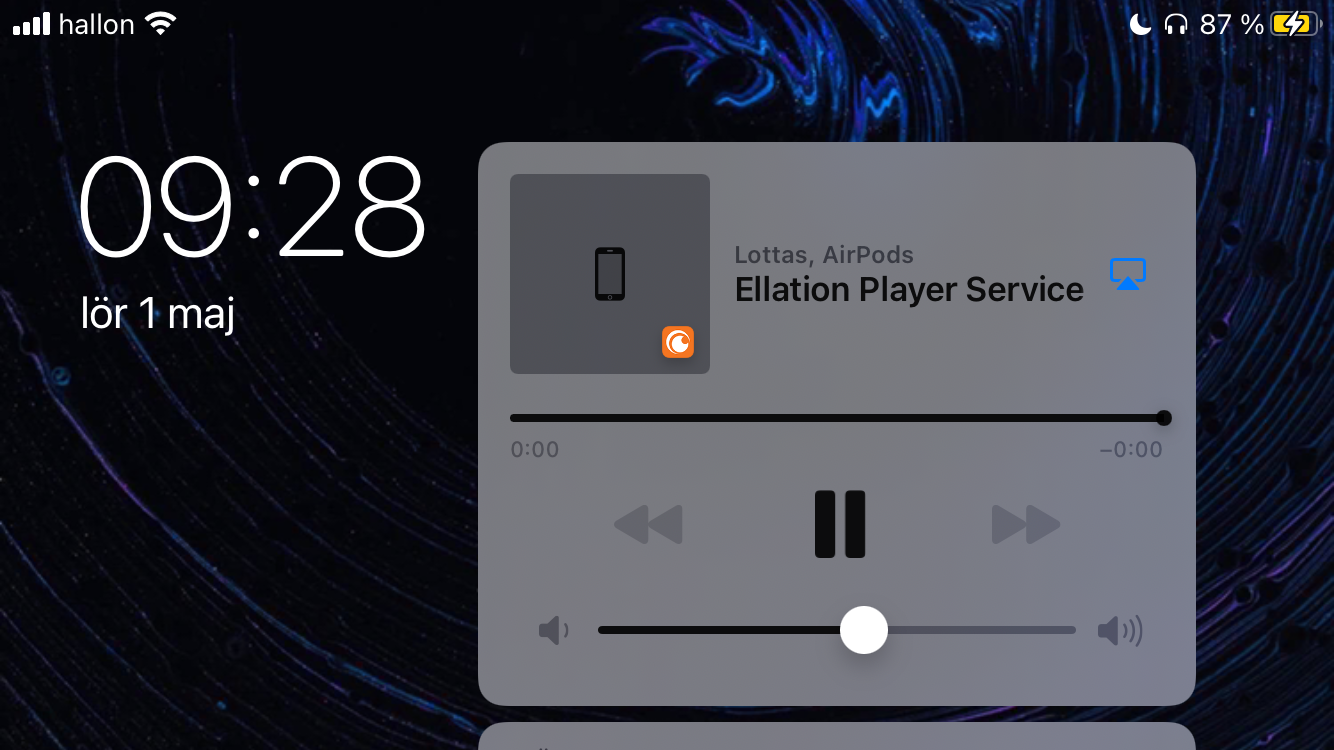 hallon
87 %
09:28
lör 1 maj
Lottas, AirPods
Ellation Player Service
0:00
−0:00